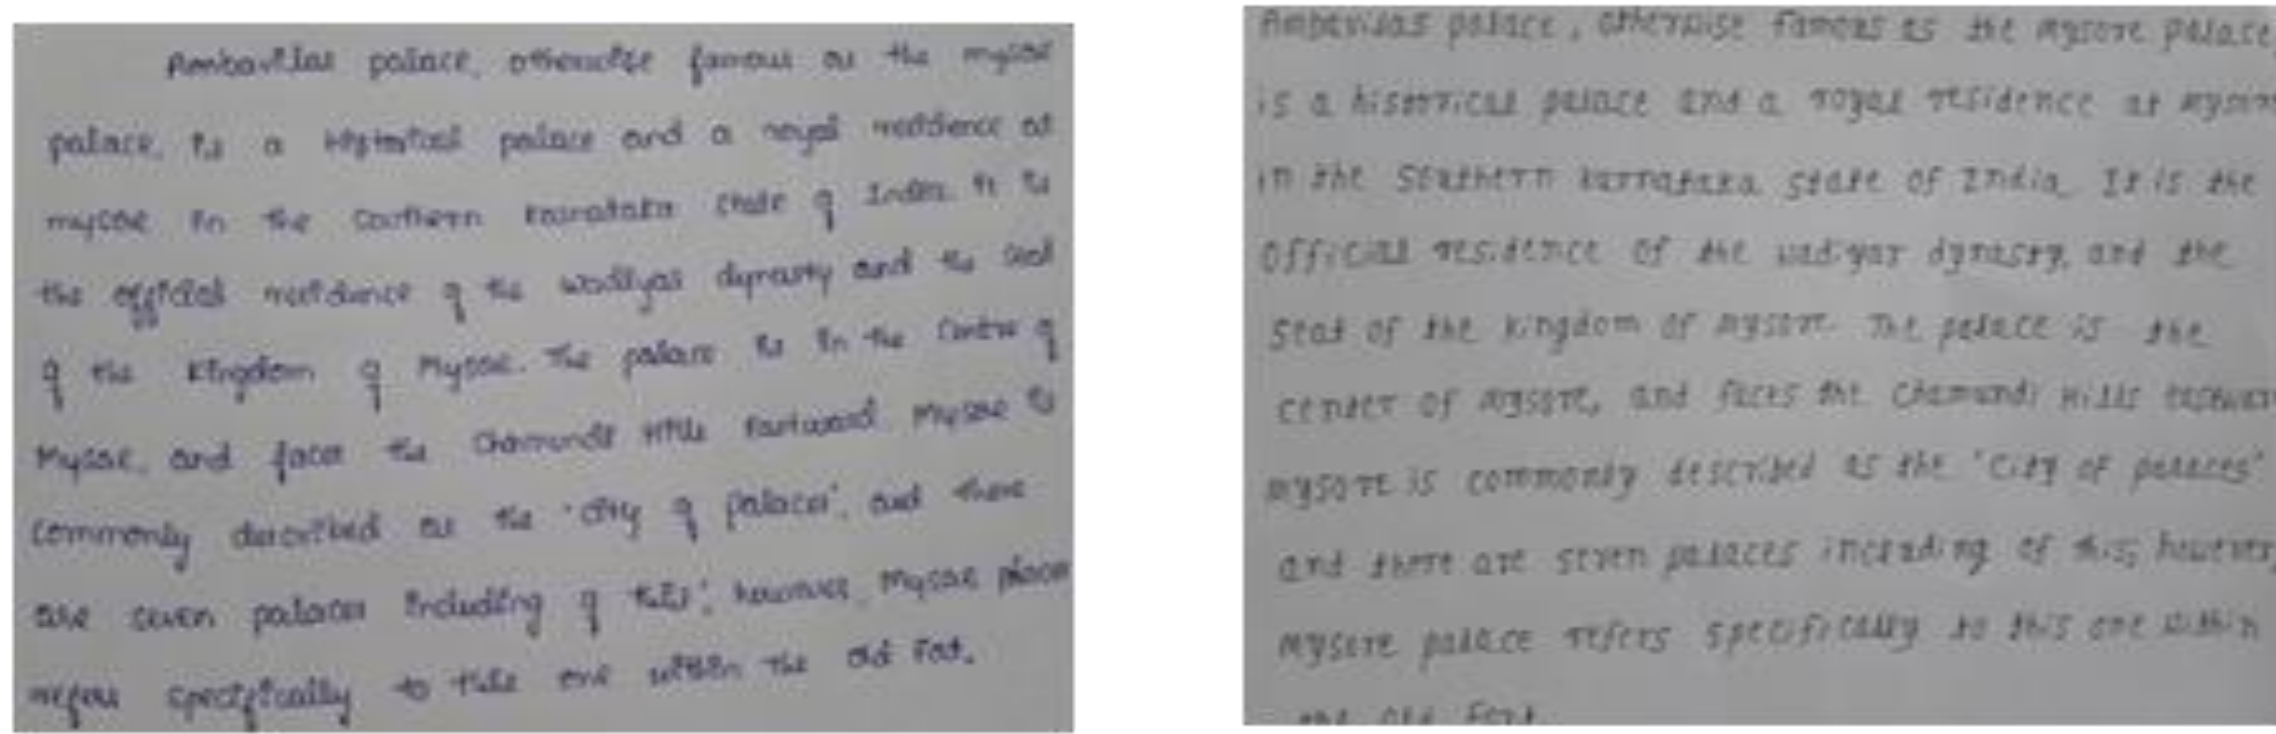 Ambavilas palace, otherwise famous as the mysore
palace, is a historical palace and a royal residence at
mysore in the Southern Karnataka state of India. It is
the official residence of the wadiyas dynasty and the seat
of the Kingdom of Mysore. The palace is in the Centre of
Mysore, and faces the Chamundi Hills Eastward. Mysore is
commonly described as the 'city of palaces', and there
are seven palaces including of this', however, Mysore place
refers specifically to this one within the old Fort.
Ambavilas palace, otherwise famous as the mysore palace,
is a historical palace and a royal residence at mysore
in the Southern karnataka state of India. It is the
official residence of the wadiyar dynasty, and the
Seat of the kingdom of mysore. The palace is the
center of mysore, and faces the Chamundi Hills
mysore is commonly described as the 'City of palaces'
and there are seven palaces including of this, however,
mysore palace refers specifically to this one within
the old Fort